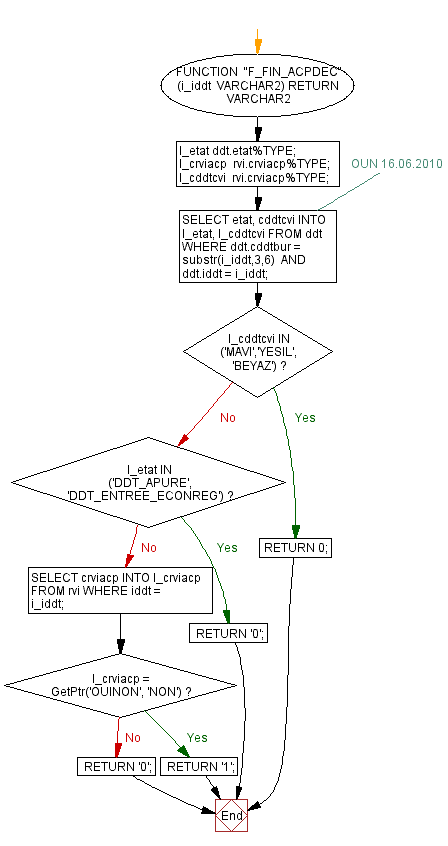 FUNCTION "F_FIN_ACPDEC"
(i_iddt VARCHAR2) RETURN
VARCHAR2
l_etat ddt.etat%TYPE;
l_crviacp rvi.crviacp%TYPE;
l_cddtcvi rvi.crviacp%TYPE;
OUN 16.06.2010
SELECT etat, cddtcvi INTO
l_etat, l_cddtcvi FROM ddt
WHERE ddt.cddtbur =
substr(i_iddt,3,6) AND
ddt.iddt = i_iddt;
l_cddtcvi IN
('MAVI','YESIL',
'BEYAZ') ?
No
Yes
l_etat IN
('DDT_APURE',
'DDT_ENTREE_ECONREG') ?
No
Yes
RETURN 0;
SELECT crviacp INTO l_crviacp
FROM rvi WHERE iddt =
i_iddt;
RETURN '0';
l_crviacp =
GetPtr('OUINON', 'NON') ?
No
Yes
RETURN '0';
RETURN '1';
End